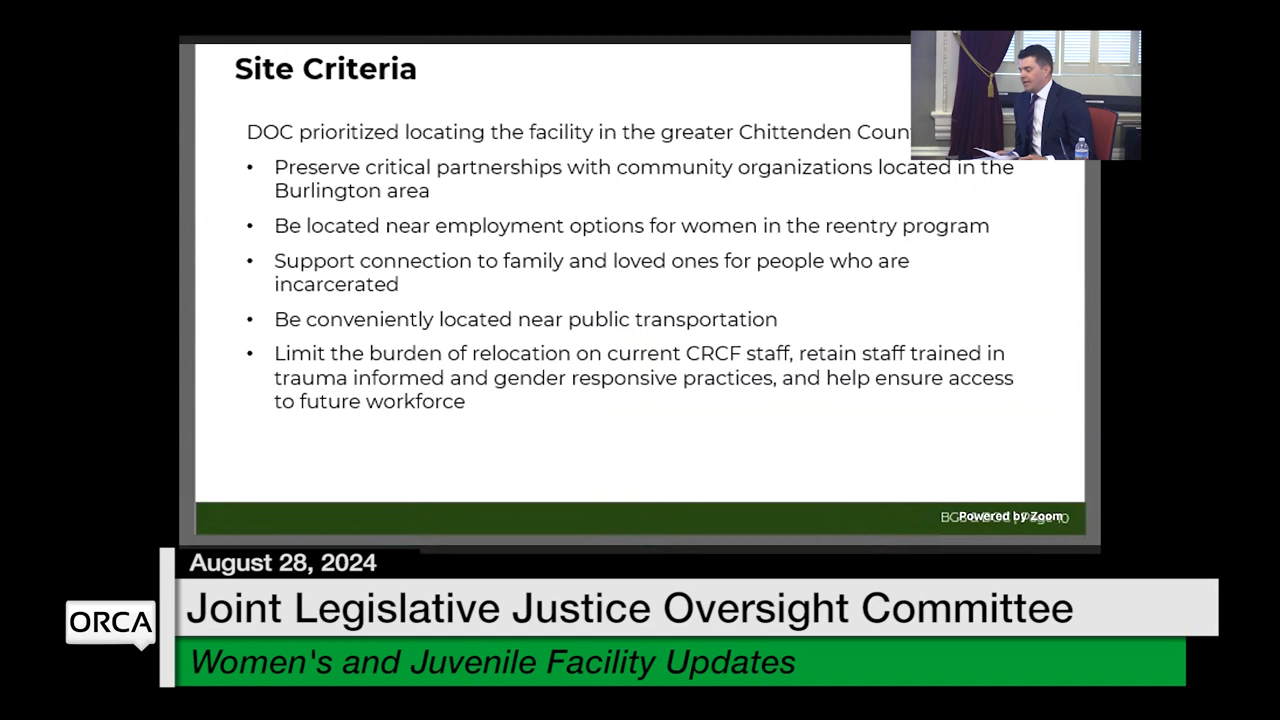 Site Criteria
DOC prioritized locating the facility in the greater Chittenden
• Preserve critical partnerships with community organizations located in the
Burlington area
• Be located near employment options for women in the reentry program
• Support connection to family and loved ones for people who are
incarcerated
• Be conveniently located near public transportation
• Limit the burden of relocation on current CRCF staff, retain staff trained in
trauma informed and gender responsive practices, and help ensure access
to future workforce
Powered by Zoom
August 28, 2024
Joint Legislative Justice Oversight Committee
ORCA
Women's and Juvenile Facility Updates